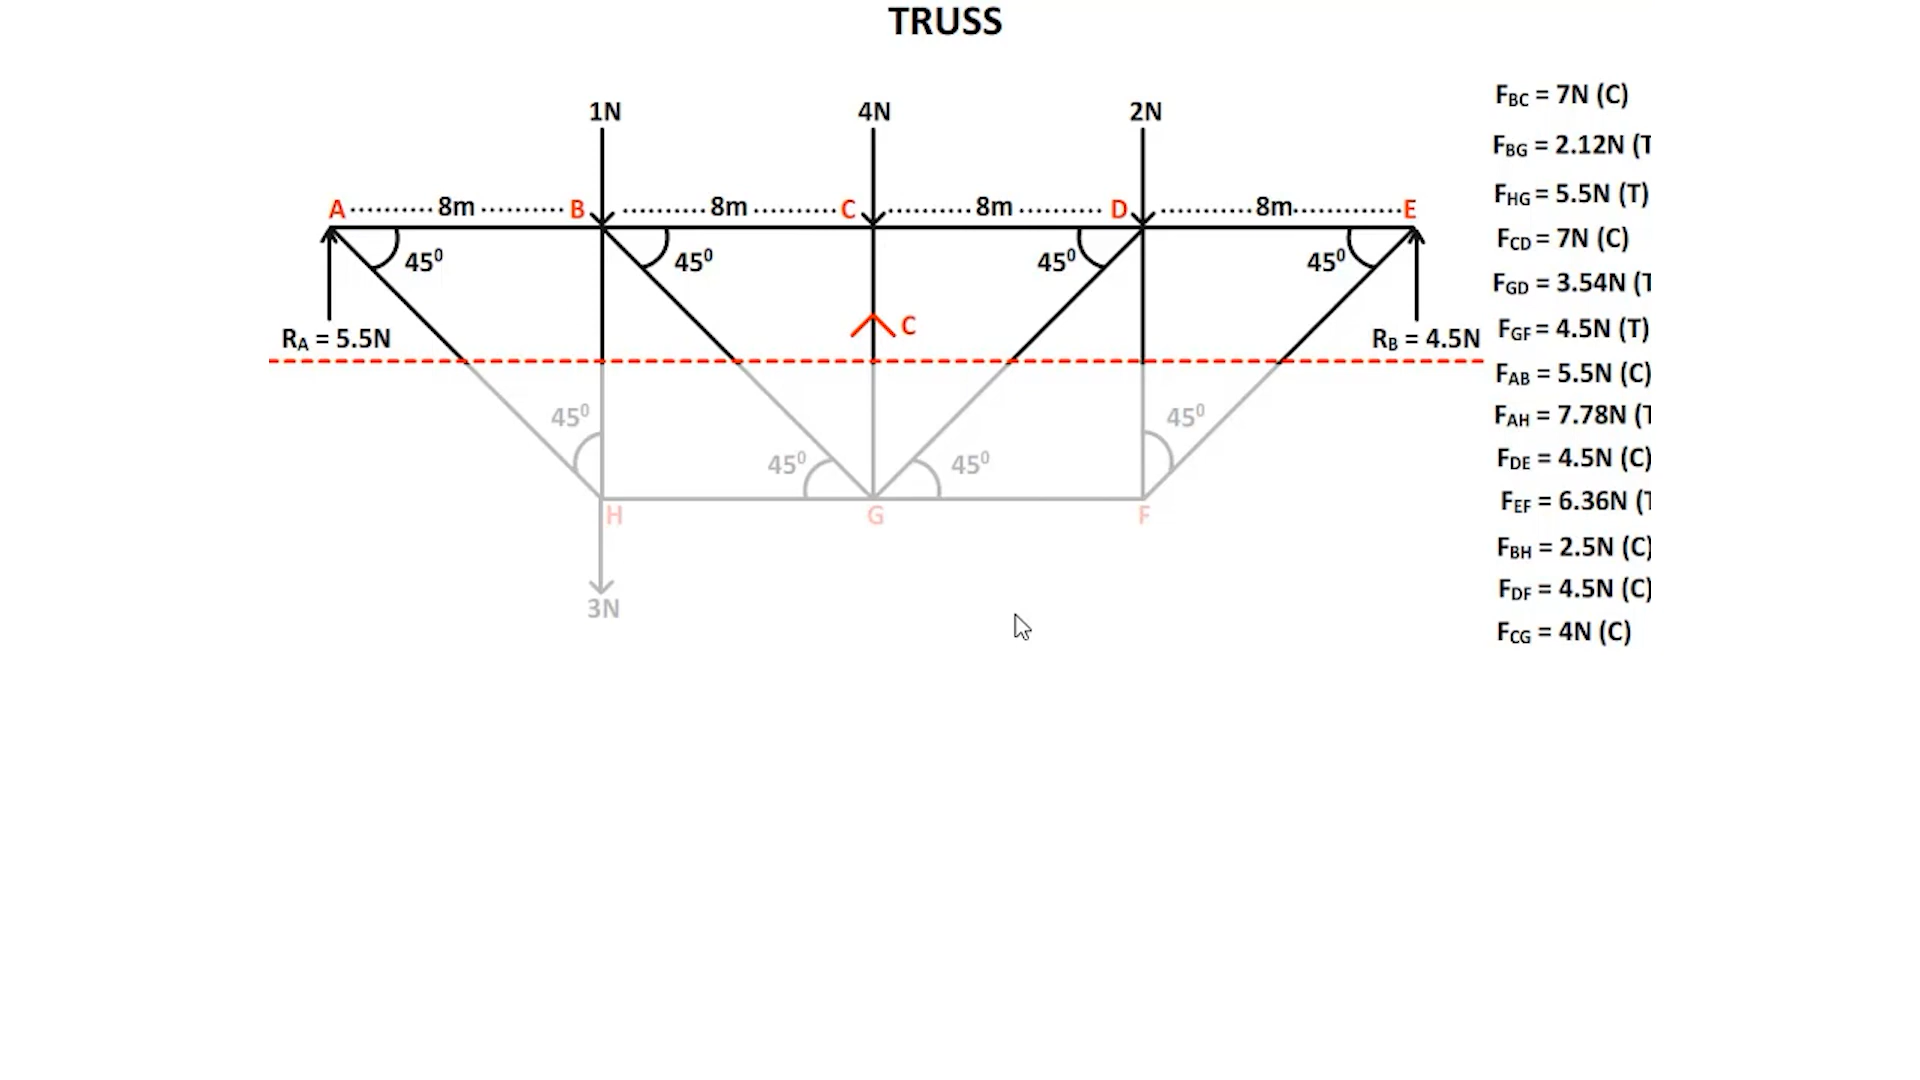 TRUSS
1N 4N 2N
A 8m B 8m C 8m D 8m E
45⁰ 45⁰ 45⁰ 45⁰
C
RA = 5.5N RB = 4.5N
45⁰ 45⁰
45⁰ 45⁰
H G F
3N
FBC = 7N (C)
FBG = 2.12N (T
FHG = 5.5N (T)
FCD = 7N (C)
FGD = 3.54N (T
FGF = 4.5N (T)
FAB = 5.5N (C)
FAH = 7.78N (T
FDE = 4.5N (C)
FEF = 6.36N (T
FBH = 2.5N (C)
FDF = 4.5N (C)
FCG = 4N (C)